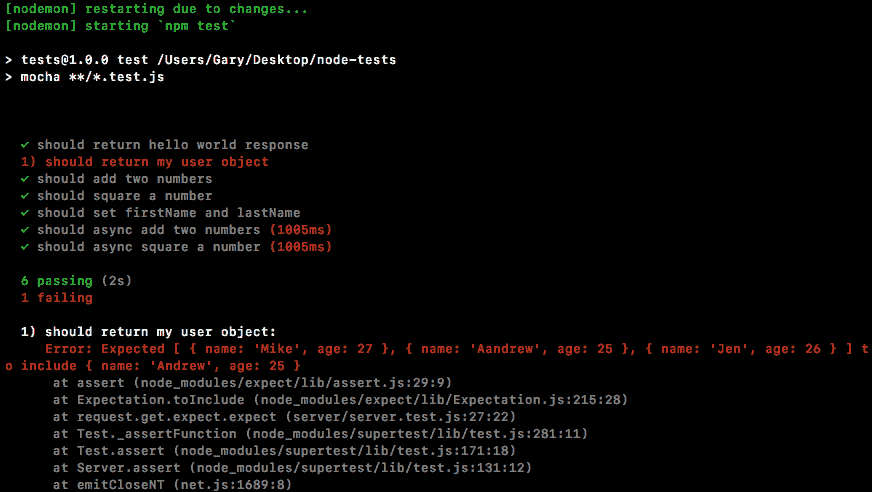 [nodemon] restarting due to changes...
[nodemon] starting `npm test`
> tests@1.0.0 test /Users/Gary/Desktop/node-tests
> mocha **/*.test.js
✓ should return hello world response
1) should return my user object
✓ should add two numbers
✓ should square a number
✓ should set firstName and lastName
✓ should async add two numbers (1005ms)
✓ should async square a number (1005ms)
6 passing (2s)
1 failing
1) should return my user object:
Error: Expected [ { name: 'Mike', age: 27 }, { name: 'Aandrew', age: 25 }, { name: 'Jen', age: 26 } ] t
o include { name: 'Andrew', age: 25 }
at assert (node_modules/expect/lib/assert.js:29:9)
at Expectation.toInclude (node_modules/expect/lib/Expectation.js:215:28)
at request.get.expect.expect (server/server.test.js:27:22)
at Test._assertFunction (node_modules/supertest/lib/test.js:281:11)
at Test.assert (node_modules/supertest/lib/test.js:171:18)
at Server.assert (node_modules/supertest/lib/test.js:131:12)
at emitCloseNT (net.js:1689:8)